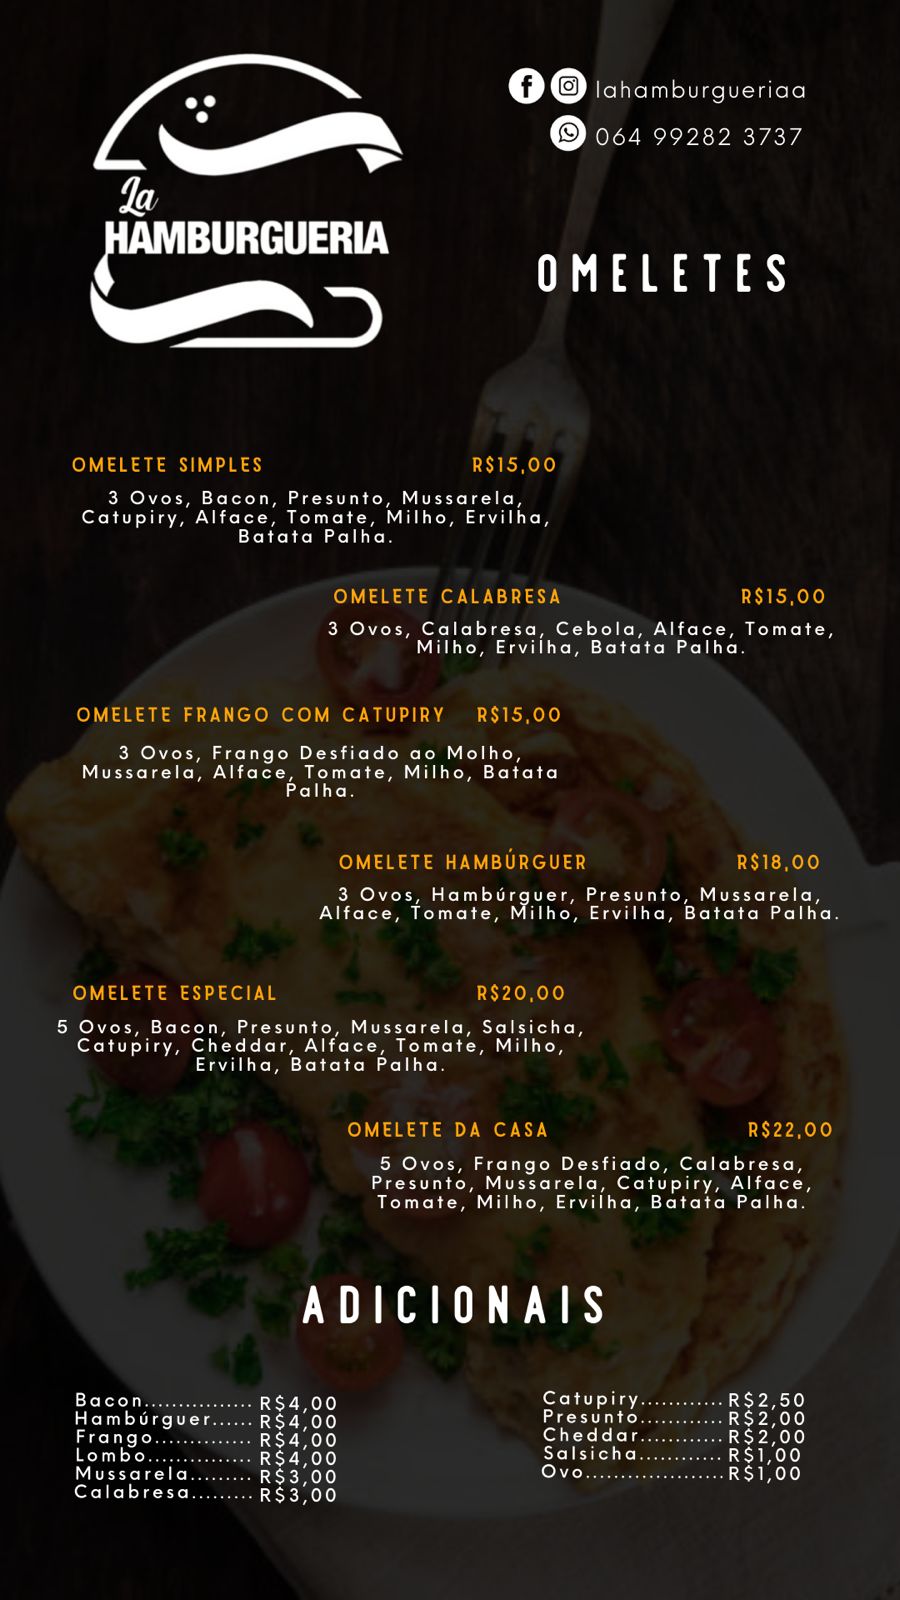 La
HAMBURGUERIA
lahamburgueriaa
064 99282 3737
OMELETES
OMELETE SIMPLES R$15,00
3 Ovos, Bacon, Presunto, Mussarela,
Catupiry, Alface, Tomate, Milho, Ervilha,
Batata Palha.
OMELETE CALABRESA R$15,00
3 Ovos, Calabresa, Cebola, Alface, Tomate,
Milho, Ervilha, Batata Palha.
OMELETE FRANGO COM CATUPIRY R$15,00
3 Ovos, Frango Desfiado ao Molho,
Mussarela, Alface, Tomate, Milho, Batata
Palha.
OMELETE HAMBÚRGUER R$18,00
3 Ovos, Hambúrguer, Presunto, Mussarela,
Alface, Tomate, Milho, Ervilha, Batata Palha.
OMELETE ESPECIAL R$20,00
5 Ovos, Bacon, Presunto, Mussarela, Salsicha,
Catupiry, Cheddar, Alface, Tomate, Milho,
Ervilha, Batata Palha.
OMELETE DA CASA R$22,00
5 Ovos, Frango Desfiado, Calabresa,
Presunto, Mussarela, Catupiry, Alface,
Tomate, Milho, Ervilha, Batata Palha.
ADICIONAIS
Bacon................ R$4,00
Hambúrguer...... R$4,00
Frango.............. R$4,00
Lombo............... R$4,00
Mussarela......... R$3,00
Calabresa......... R$3,00
Catupiry............ R$2,50
Presunto............ R$2,00
Cheddar............ R$2,00
Salsicha............ R$1,00
Ovo.................... R$1,00